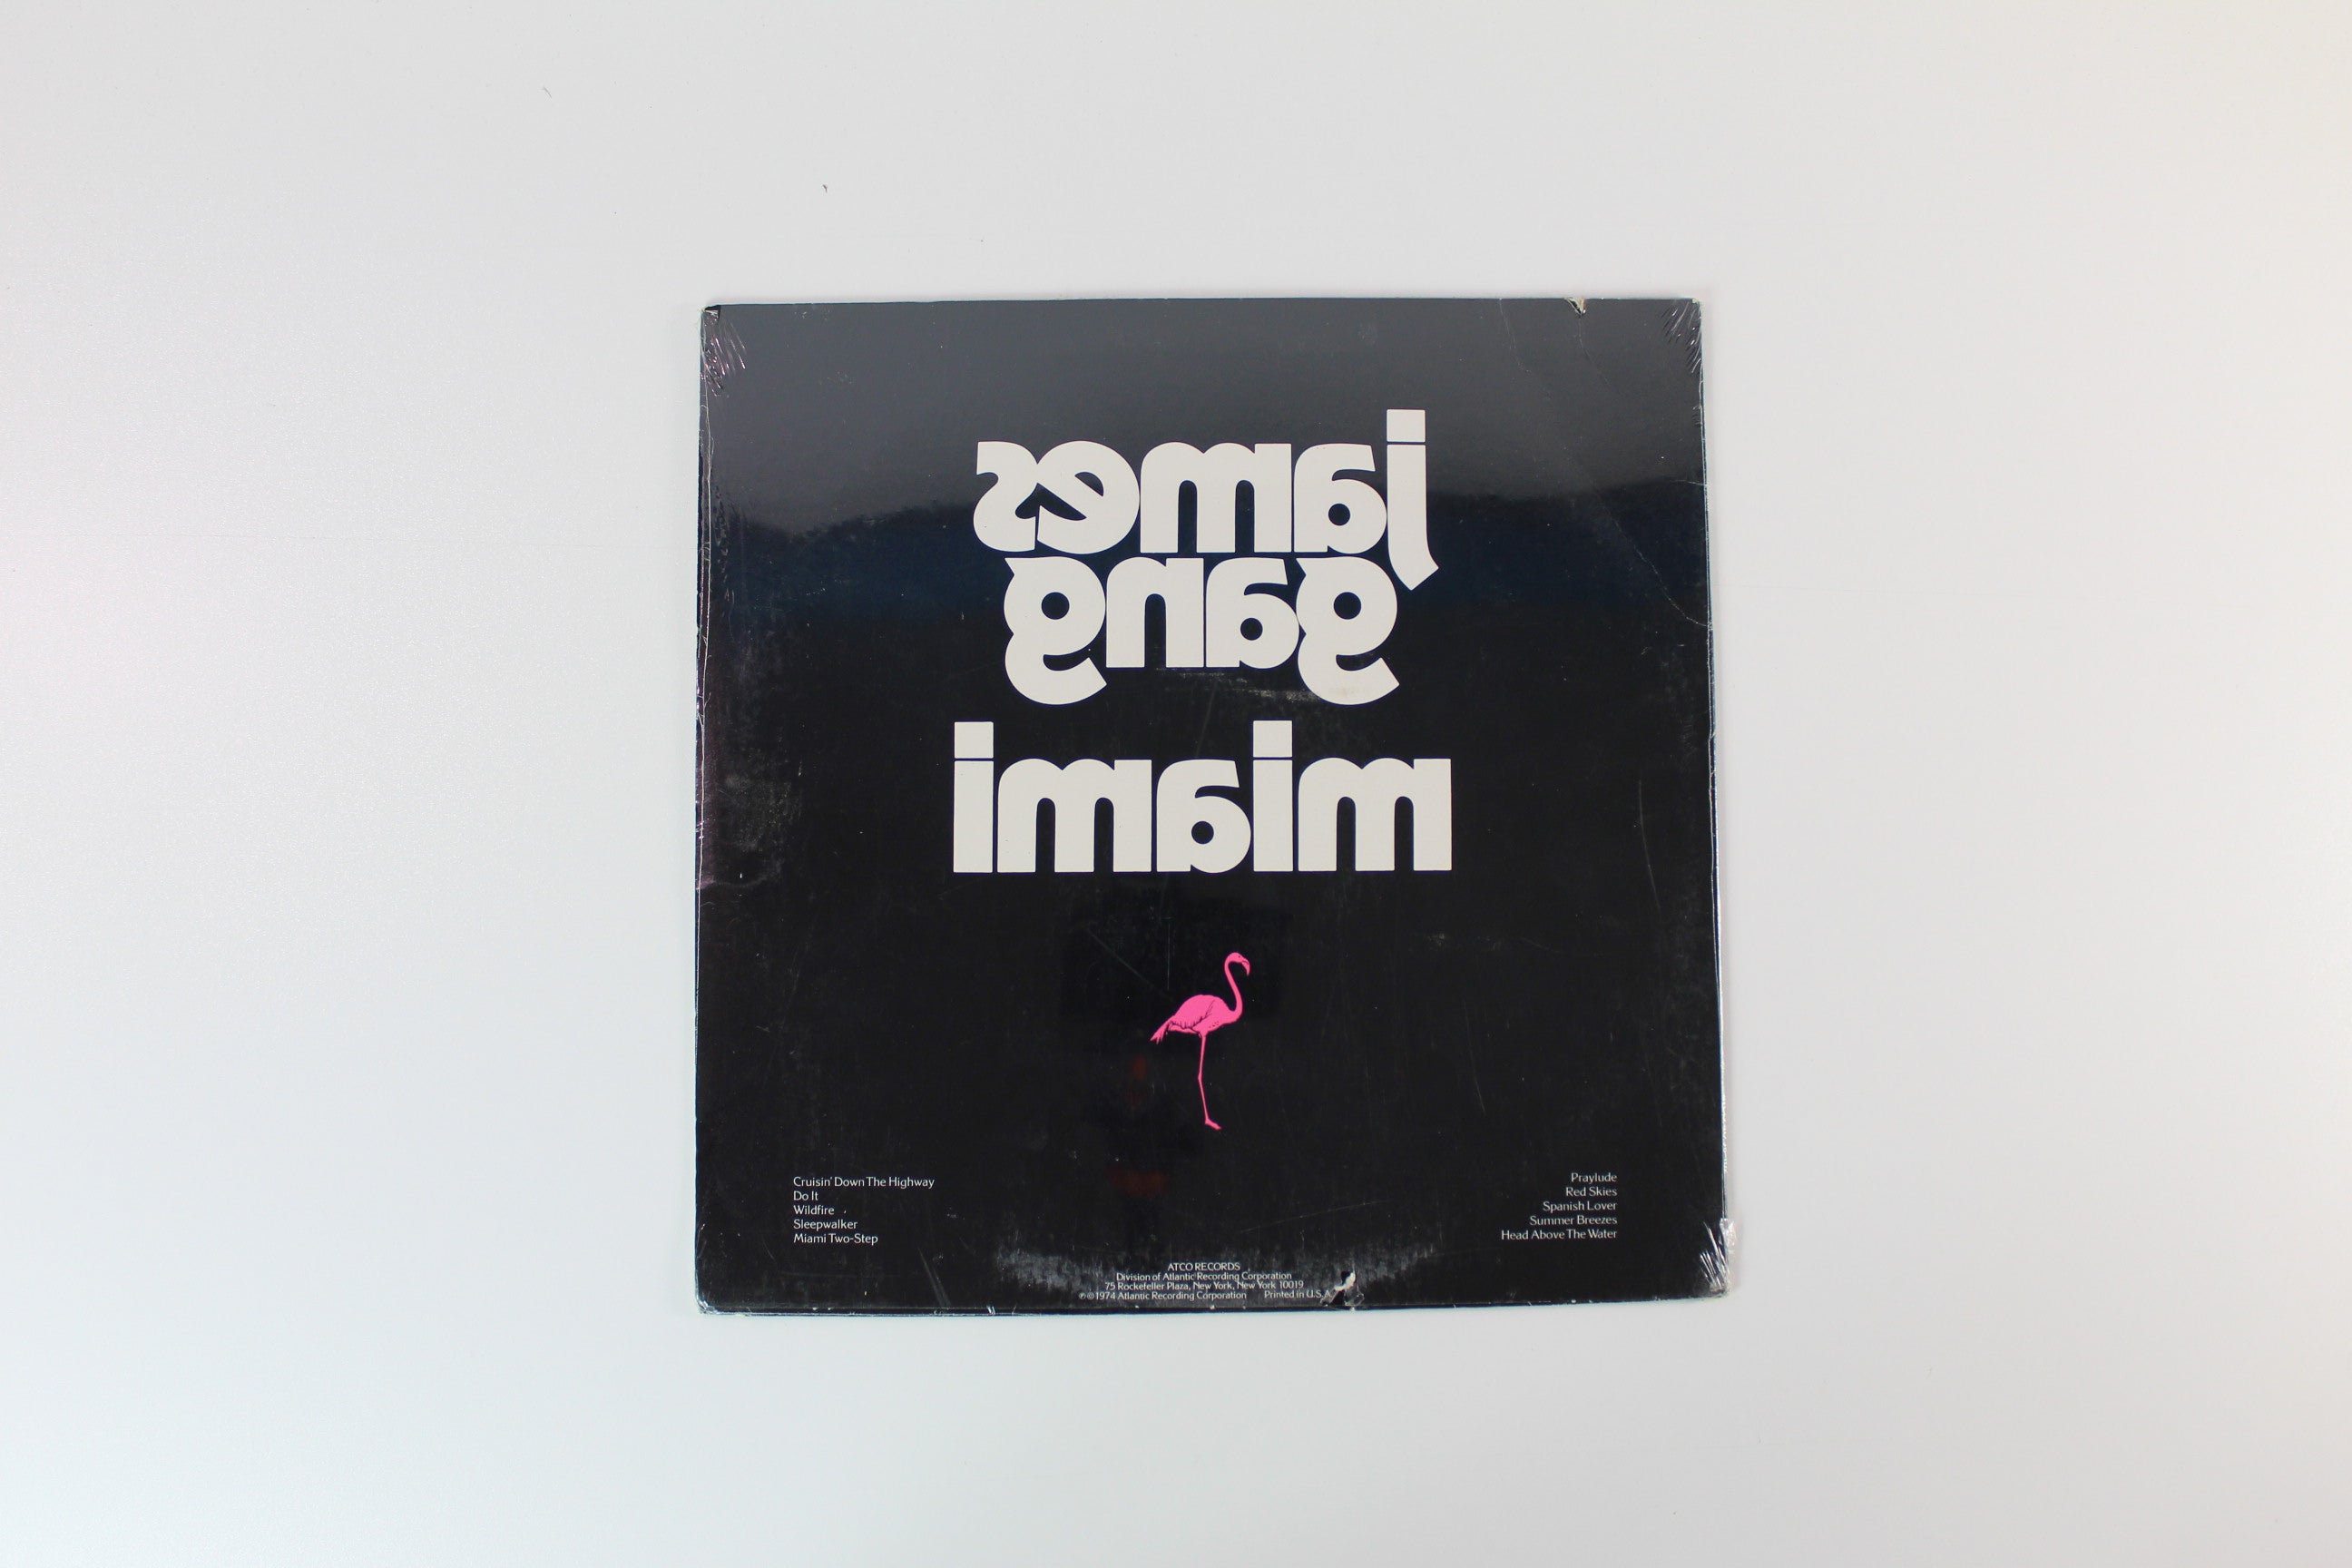 james
gang
miami
Cruisin' Down The Highway
Do It
Wildfire
Sleepwalker
Miami Two-Step
Praylude
Red Skies
Spanish Lover
Summer Breezes
Head Above The Water
ATCO RECORDS
Division of Atlantic Recording Corporation
75 Rockefeller Plaza, New York, New York 10019
℗©1974 Atlantic Recording Corporation Printed in U.S.A.